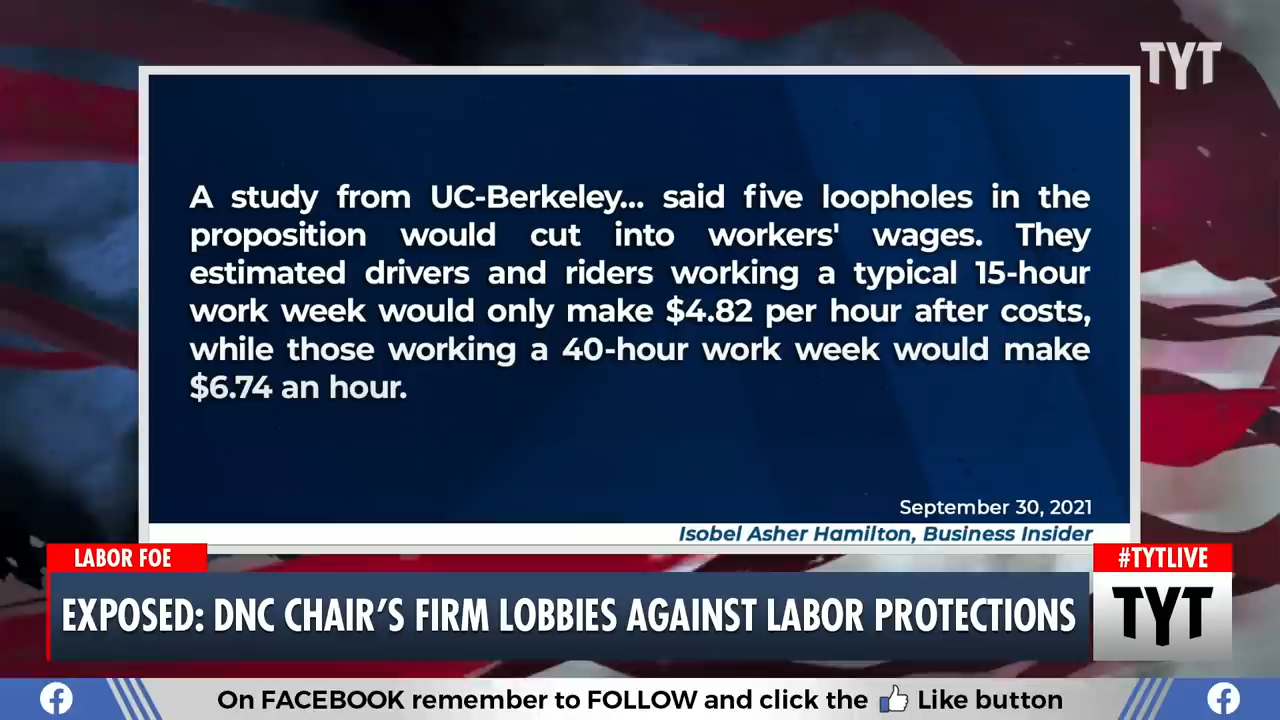 TYT
A study from UC-Berkeley... said five loopholes in the
proposition would cut into workers' wages. They
estimated drivers and riders working a typical 15-hour
work week would only make $4.82 per hour after costs,
while those working a 40-hour work week would make
$6.74 an hour.
September 30, 2021
Isobel Asher Hamilton, Business Insider
LABOR FOE
#TYTLIVE
EXPOSED: DNC CHAIR'S FIRM LOBBIES AGAINST LABOR PROTECTIONS
TYT
On FACEBOOK remember to FOLLOW and click the Like button